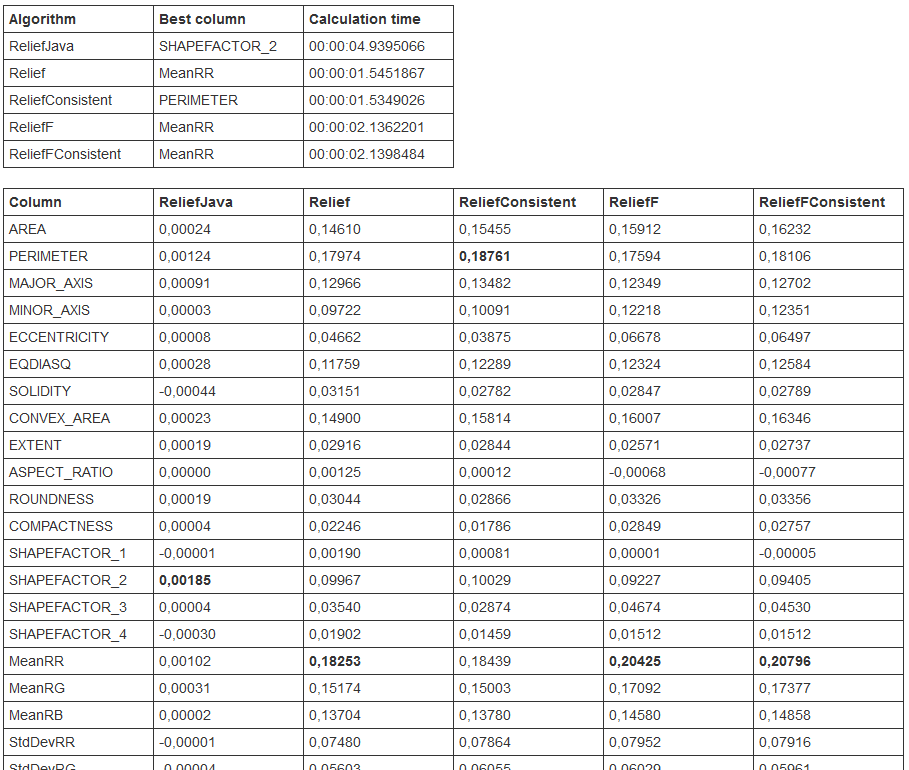 Algorithm Best column Calculation time
ReliefJava SHAPEFACTOR_2 00:00:04.9395066
Relief MeanRR 00:00:01.5451867
ReliefConsistent PERIMETER 00:00:01.5349026
ReliefF MeanRR 00:00:02.1362201
ReliefFConsistent MeanRR 00:00:02.1398484
Column ReliefJava Relief ReliefConsistent ReliefF ReliefFConsistent
AREA 0,00024 0,14610 0,15455 0,15912 0,16232
PERIMETER 0,00124 0,17974 0,18761 0,17594 0,18106
MAJOR_AXIS 0,00091 0,12966 0,13482 0,12349 0,12702
MINOR_AXIS 0,00003 0,09722 0,10091 0,12218 0,12351
ECCENTRICITY 0,00008 0,04662 0,03875 0,06678 0,06497
EQDIASQ 0,00028 0,11759 0,12289 0,12324 0,12584
SOLIDITY -0,00044 0,03151 0,02782 0,02847 0,02789
CONVEX_AREA 0,00023 0,14900 0,15814 0,16007 0,16346
EXTENT 0,00019 0,02916 0,02844 0,02571 0,02737
ASPECT_RATIO 0,00000 0,00125 0,00012 -0,00068 -0,00077
ROUNDNESS 0,00019 0,03044 0,02866 0,03326 0,03356
COMPACTNESS 0,00004 0,02246 0,01786 0,02849 0,02757
SHAPEFACTOR_1 -0,00001 0,00190 0,00081 0,00001 -0,00005
SHAPEFACTOR_2 0,00185 0,09967 0,10029 0,09227 0,09405
SHAPEFACTOR_3 0,00004 0,03540 0,02874 0,04674 0,04530
SHAPEFACTOR_4 -0,00030 0,01902 0,01459 0,01512 0,01512
MeanRR 0,00102 0,18253 0,18439 0,20425 0,20796
MeanRG 0,00031 0,15174 0,15003 0,17092 0,17377
MeanRB 0,00002 0,13704 0,13780 0,14580 0,14858
StdDevRR -0,00001 0,07480 0,07864 0,07952 0,07916
StdDevRG -0,00004 0,05603 0,06055 0,06029 0,05961